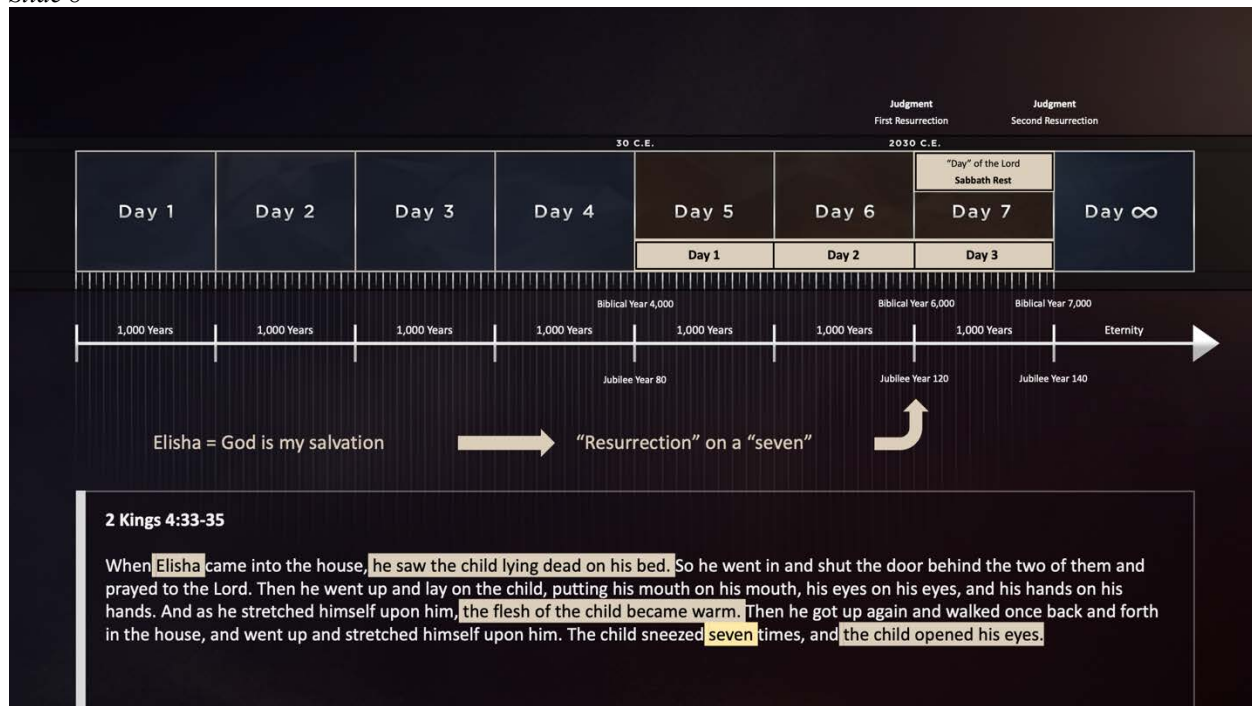 Judgment
First Resurrection
Judgment
Second Resurrection
30 C.E.
2030 C.E.
Day 1
Day 2
Day 3
Day 4
Day 5
Day 6
"Day" of the Lord
Sabbath Rest
Day 7
Day ∞
Day 1
Day 2
Day 3
Biblical Year 4,000
Biblical Year 6,000
Biblical Year 7,000
1,000 Years
1,000 Years
1,000 Years
1,000 Years
1,000 Years
1,000 Years
1,000 Years
Eternity
Jubilee Year 80
Jubilee Year 120
Jubilee Year 140
Elisha = God is my salvation
"Resurrection" on a "seven"
2 Kings 4:33-35
When Elisha came into the house, he saw the child lying dead on his bed. So he went in and shut the door behind the two of them and
prayed to the Lord. Then he went up and lay on the child, putting his mouth on his mouth, his eyes on his eyes, and his hands on his
hands. And as he stretched himself upon him, the flesh of the child became warm. Then he got up again and walked once back and forth
in the house, and went up and stretched himself upon him. The child sneezed seven times, and the child opened his eyes.